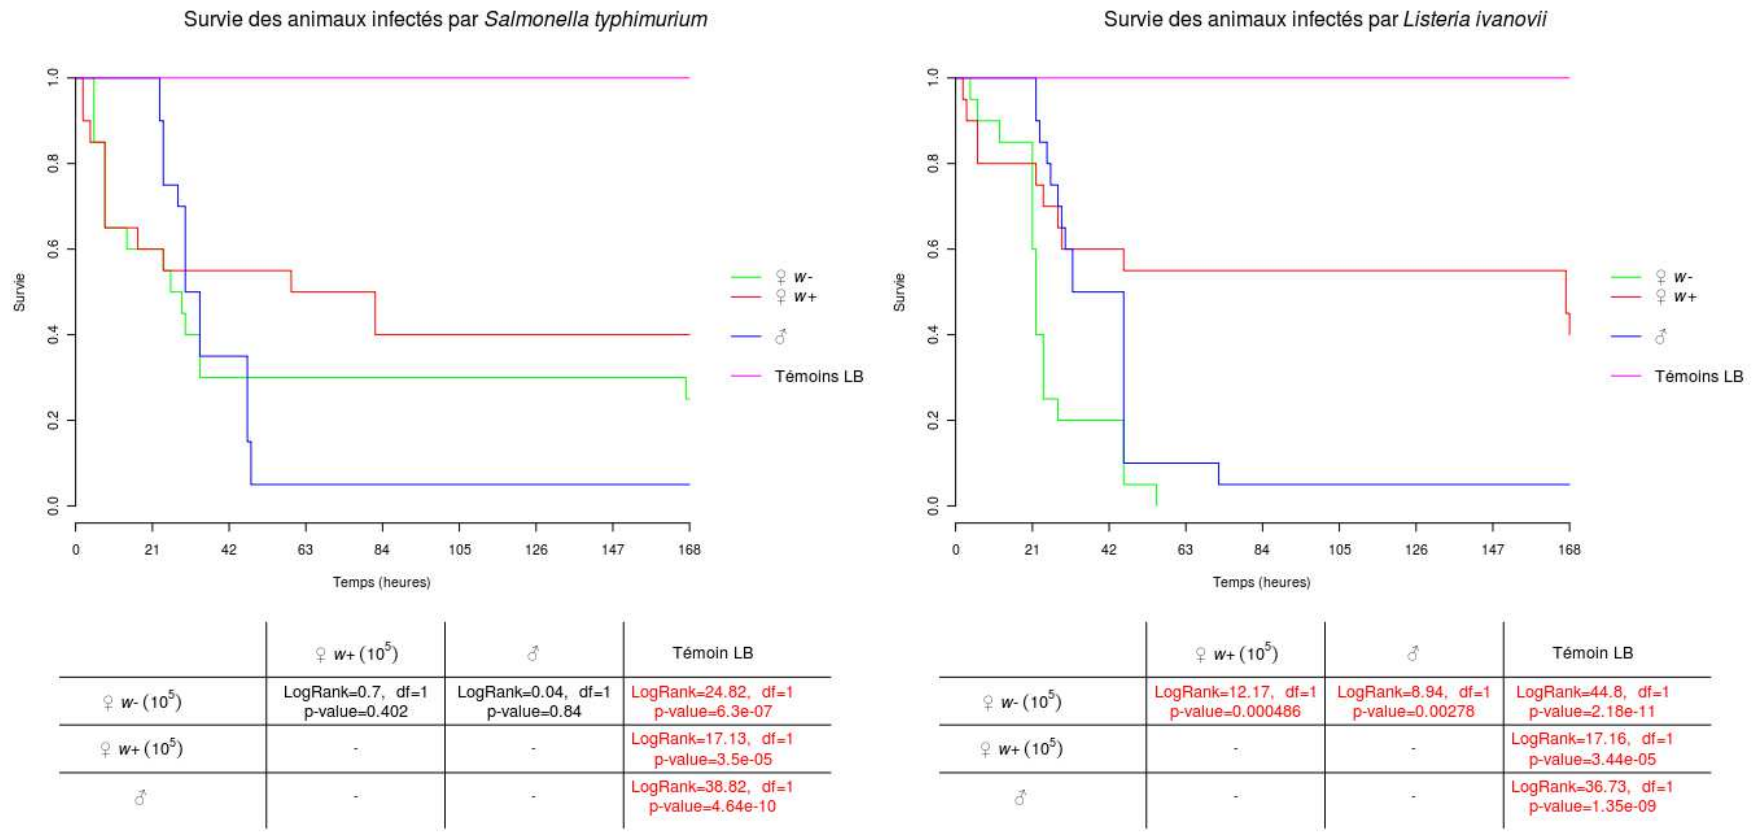 Survie des animaux infectés par Salmonella typhimurium
Survie
1.0
0.8
0.6
0.4
0.2
0.0
0 21 42 63 84 105 126 147 168
Temps (heures)
♀ w-
♀ w+
♂
Témoins LB
♀ w+ (10⁵) ♂ Témoin LB
♀ w- (10⁵) LogRank=0.7, df=1 LogRank=0.04, df=1 LogRank=24.82, df=1
p-value=0.402 p-value=0.84 p-value=6.3e-07
♀ w+ (10⁵) - - LogRank=17.13, df=1
p-value=3.5e-05
♂ - - LogRank=38.82, df=1
p-value=4.64e-10
Survie des animaux infectés par Listeria ivanovii
Survie
1.0
0.8
0.6
0.4
0.2
0.0
0 21 42 63 84 105 126 147 168
Temps (heures)
♀ w-
♀ w+
♂
Témoins LB
♀ w+ (10⁵) ♂ Témoin LB
♀ w- (10⁵) LogRank=12.17, df=1 LogRank=8.94, df=1 LogRank=44.8, df=1
p-value=0.000486 p-value=0.00278 p-value=2.18e-11
♀ w+ (10⁵) - - LogRank=17.16, df=1
p-value=3.44e-05
♂ - - LogRank=36.73, df=1
p-value=1.35e-09